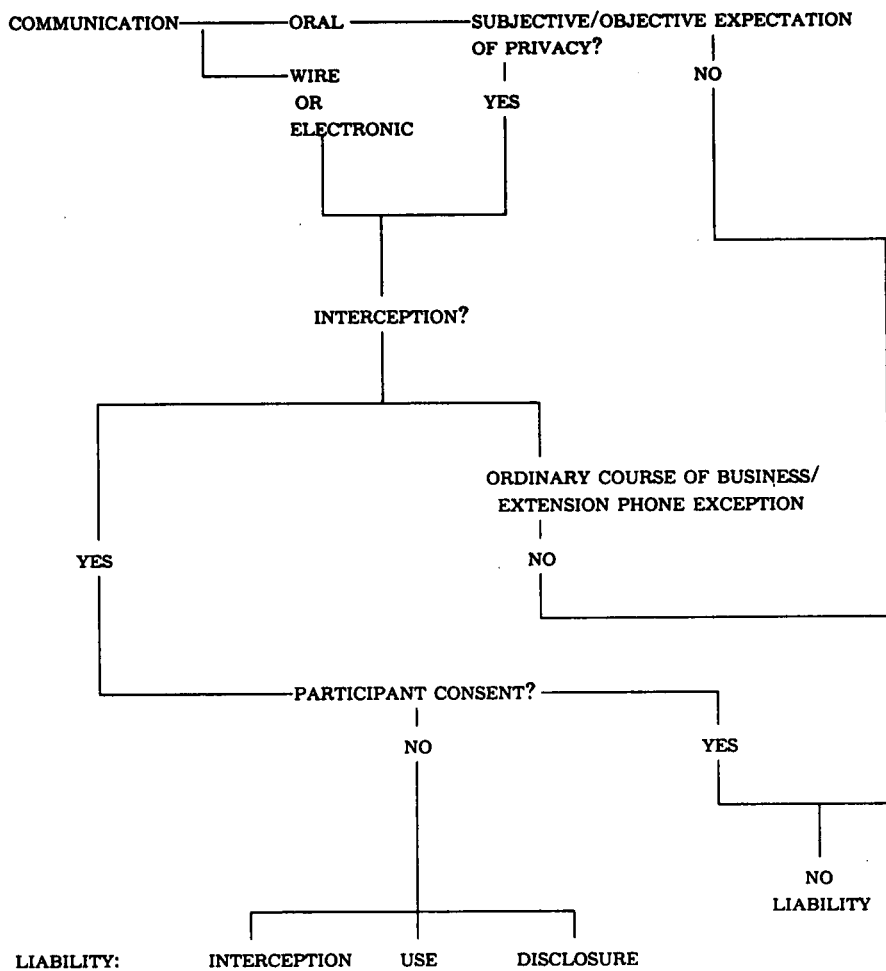 COMMUNICATION ORAL SUBJECTIVE/OBJECTIVE EXPECTATION
OF PRIVACY?
WIRE
OR
ELECTRONIC
YES
NO
INTERCEPTION?
ORDINARY COURSE OF BUSINESS/
EXTENSION PHONE EXCEPTION
YES
NO
PARTICIPANT CONSENT?
NO
YES
NO
LIABILITY
LIABILITY: INTERCEPTION USE DISCLOSURE